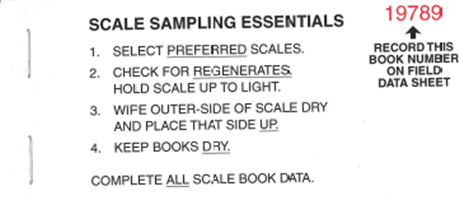 SCALE SAMPLING ESSENTIALS
1. SELECT PREFERRED SCALES.
2. CHECK FOR REGENERATES.
HOLD SCALE UP TO LIGHT.
3. WIPE OUTER-SIDE OF SCALE DRY
AND PLACE THAT SIDE UP.
4. KEEP BOOKS DRY.
COMPLETE ALL SCALE BOOK DATA.
19789
RECORD THIS
BOOK NUMBER
ON FIELD
DATA SHEET